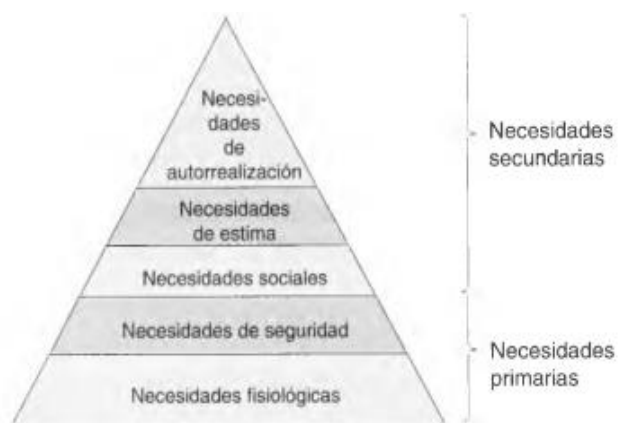 Necesi-
dades
de
autorrealización
Necesidades
de estima
Necesidades sociales
Necesidades de seguridad
Necesidades fisiológicas
Necesidades
secundarias
Necesidades
primarias